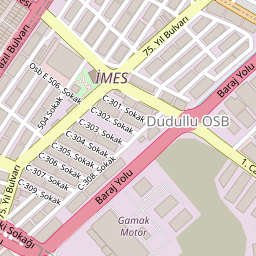 75. Yıl Bulvarı
Osb E 506. Sokak
İMES
Baraj Yolu
504. Sokak
C-301. Sokak
C-302. Sokak
C-303. Sokak
C-304. Sokak
C-305. Sokak
C-306. Sokak
C-307. Sokak
C-308. Sokak
C-309. Sokak
Dudullu OSB
75. Yıl Bulvarı
Baraj Yolu
Gamak
Motor